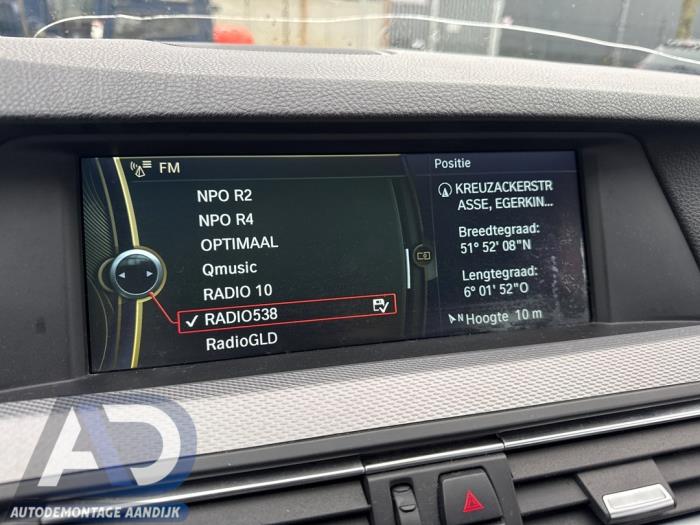 FM
NPO R2
NPO R4
OPTIMAAL
Qmusic
RADIO 10
RADIO538
RadioGLD
Positie
KREUZACKERSTR
ASSE, EGERKIN...
Breedtegraad:
51° 52' 08"N
Lengtegraad:
6° 01' 52"O
N Hoogte 10 m
AD
AUTODEMONTAGE AANDIJK